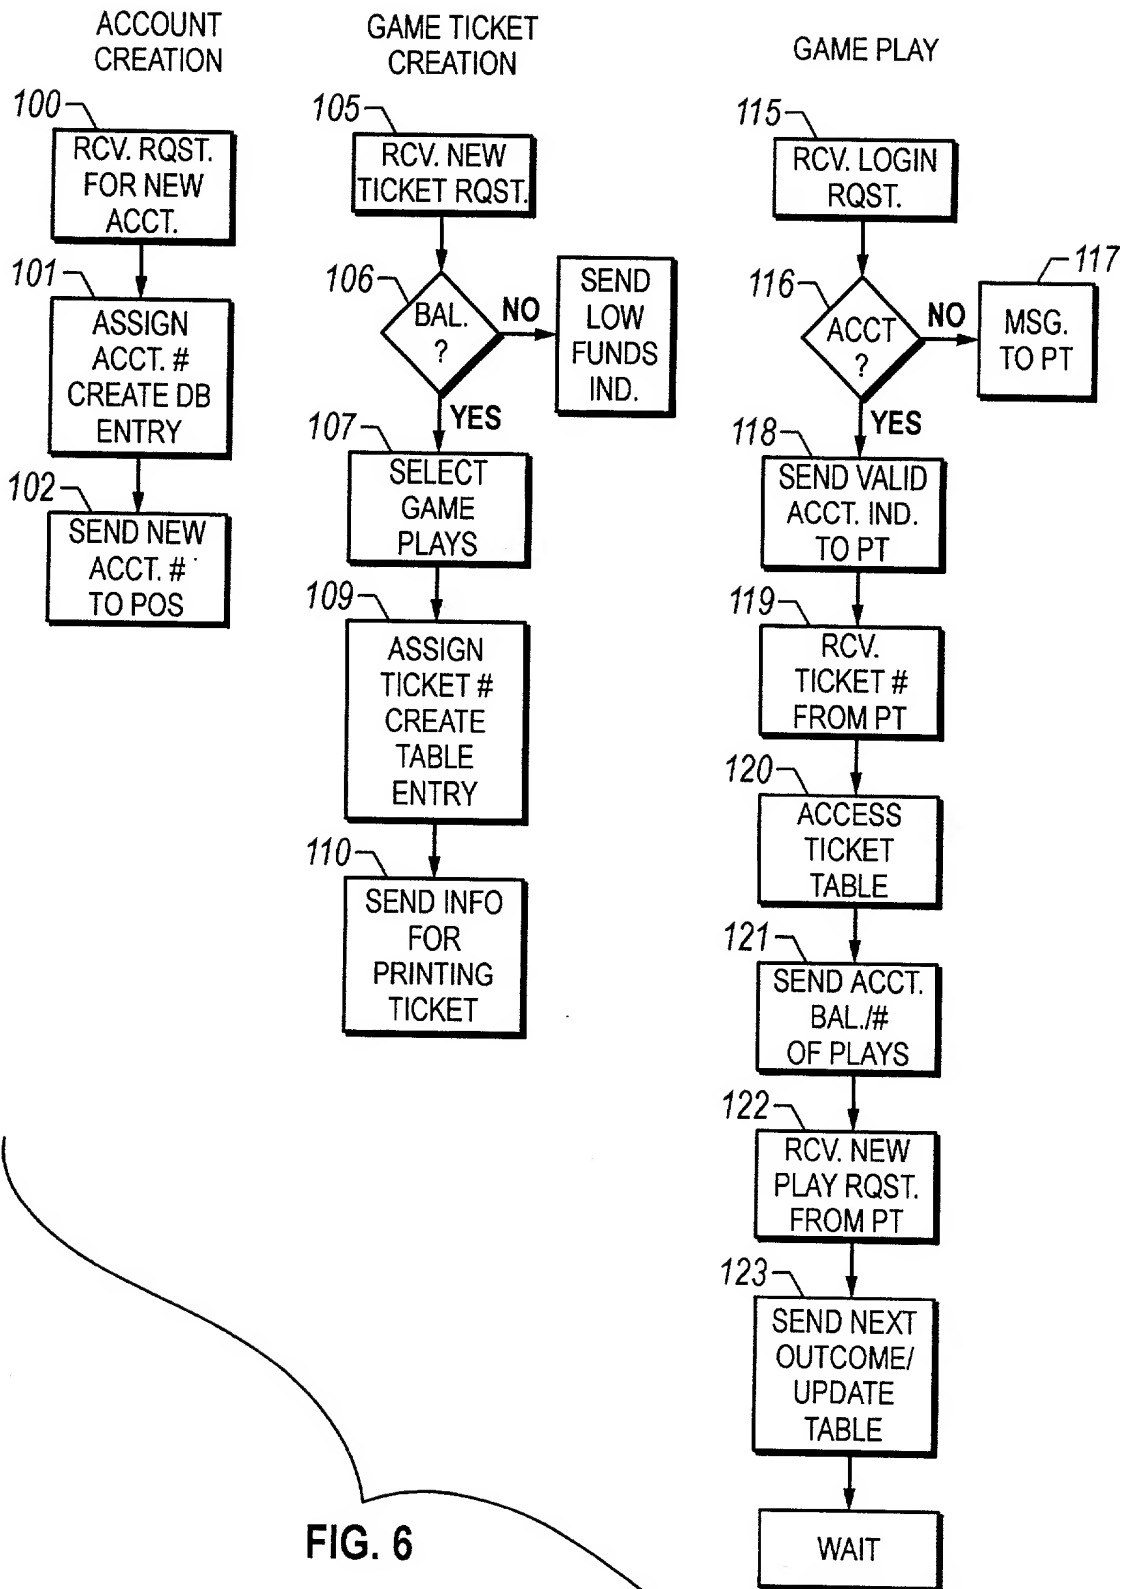 ACCOUNT
CREATION
100
RCV. RQST.
FOR NEW
ACCT.
101
ASSIGN
ACCT. #
CREATE DB
ENTRY
102
SEND NEW
ACCT. #
TO POS
GAME TICKET
CREATION
105
RCV. NEW
TICKET RQST.
106
BAL.
?
NO
SEND
LOW
FUNDS
IND.
YES
107
SELECT
GAME
PLAYS
109
ASSIGN
TICKET #
CREATE
TABLE
ENTRY
110
SEND INFO
FOR
PRINTING
TICKET
GAME PLAY
115
RCV. LOGIN
RQST.
116
ACCT
?
NO
117
MSG.
TO PT
YES
118
SEND VALID
ACCT. IND.
TO PT
119
RCV.
TICKET #
FROM PT
120
ACCESS
TICKET
TABLE
121
SEND ACCT.
BAL./#
OF PLAYS
122
RCV. NEW
PLAY RQST.
FROM PT
123
SEND NEXT
OUTCOME/
UPDATE
TABLE
WAIT
FIG. 6